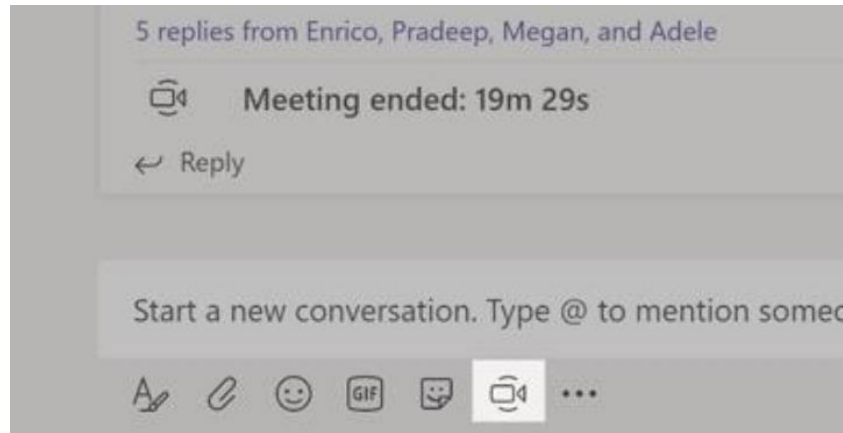 5 replies from Enrico, Pradeep, Megan, and Adele
Meeting ended: 19m 29s
Reply
Start a new conversation. Type @ to mention
GIF